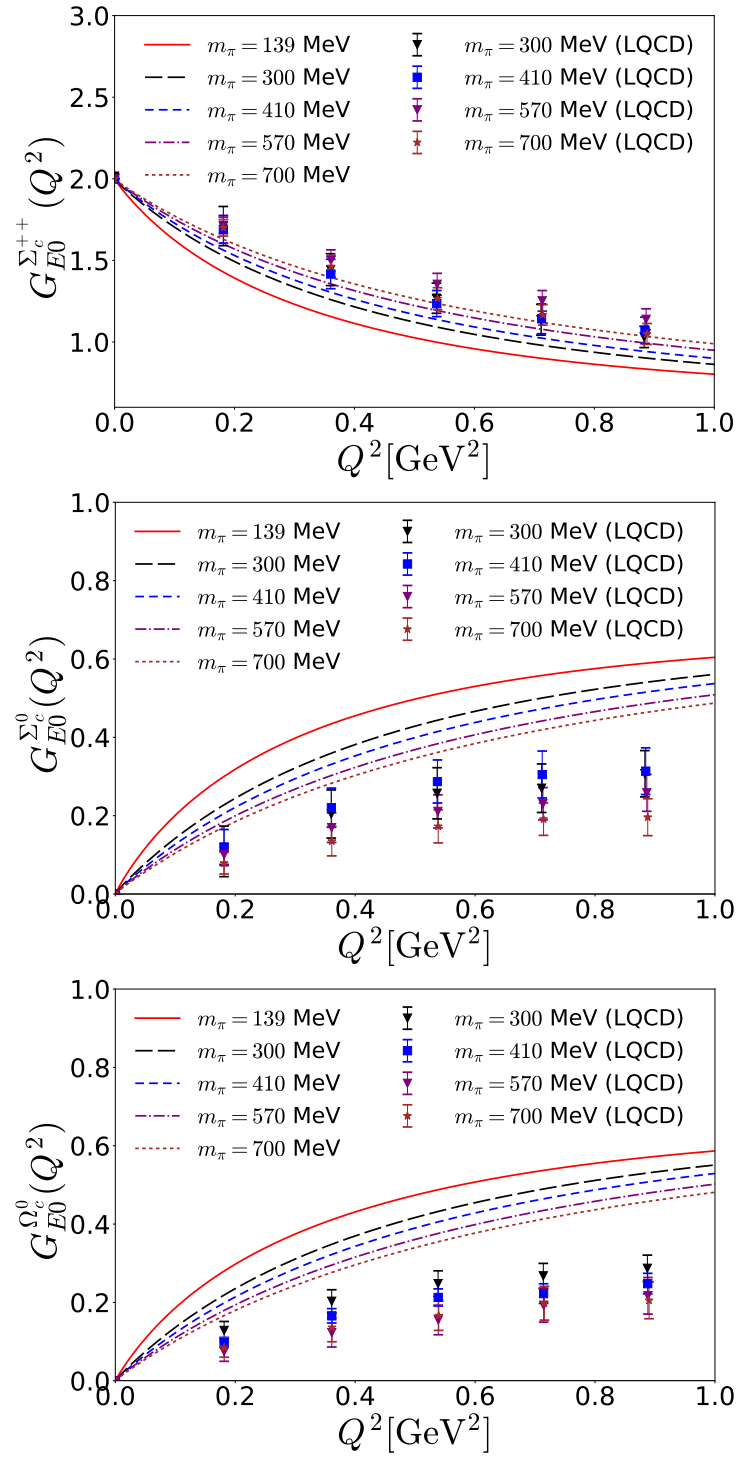 3.0
m_π = 139 MeV
m_π = 300 MeV (LQCD)
m_π = 300 MeV
m_π = 410 MeV (LQCD)
2.5
m_π = 410 MeV
m_π = 570 MeV (LQCD)
m_π = 570 MeV
m_π = 700 MeV (LQCD)
m_π = 700 MeV
2.0
G_{E0}^{Σ_c^{++}}(Q^2)
1.5
1.0
0.0 0.2 0.4 0.6 0.8 1.0
Q^2[GeV^2]
1.0
m_π = 139 MeV
m_π = 300 MeV (LQCD)
m_π = 300 MeV
m_π = 410 MeV (LQCD)
0.8
m_π = 410 MeV
m_π = 570 MeV (LQCD)
m_π = 570 MeV
m_π = 700 MeV (LQCD)
m_π = 700 MeV
0.6
G_{E0}^{Σ_c^0}(Q^2)
0.4
0.2
0.0
0.0 0.2 0.4 0.6 0.8 1.0
Q^2[GeV^2]
1.0
m_π = 139 MeV
m_π = 300 MeV (LQCD)
m_π = 300 MeV
m_π = 410 MeV (LQCD)
0.8
m_π = 410 MeV
m_π = 570 MeV (LQCD)
m_π = 570 MeV
m_π = 700 MeV (LQCD)
m_π = 700 MeV
0.6
G_{E0}^{Ω_c^0}(Q^2)
0.4
0.2
0.0
0.0 0.2 0.4 0.6 0.8 1.0
Q^2[GeV^2]